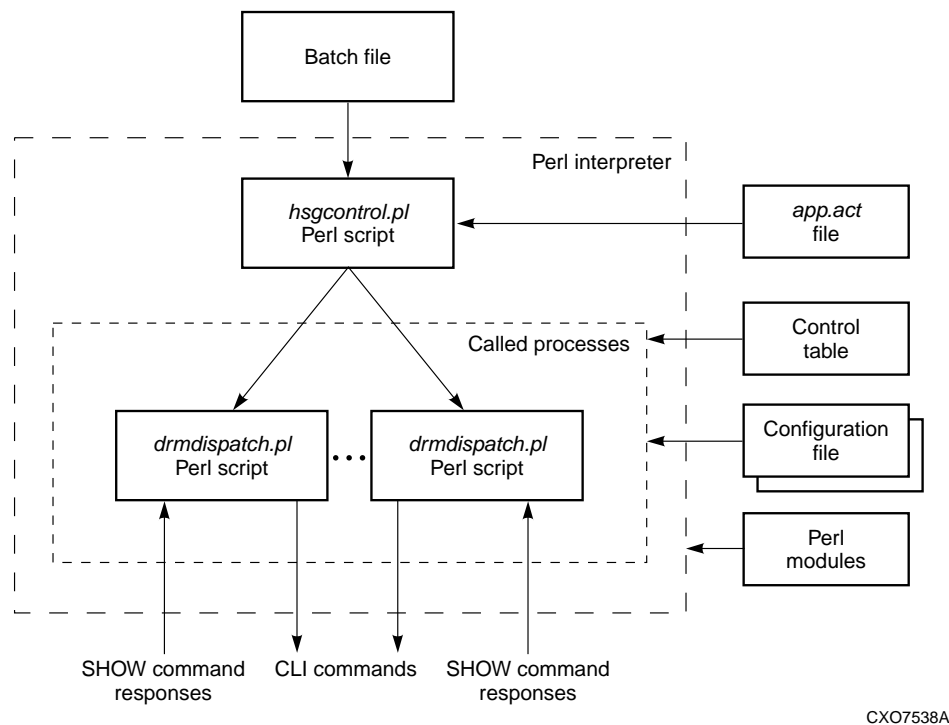 Batch file
Perl interpreter
hsgcontrol.pl
Perl script
app.act
file
Called processes
Control
table
drmdispatch.pl
Perl script
drmdispatch.pl
Perl script
Configuration
file
Perl
modules
SHOW command
responses
CLI commands
SHOW command
responses
CXO7538A